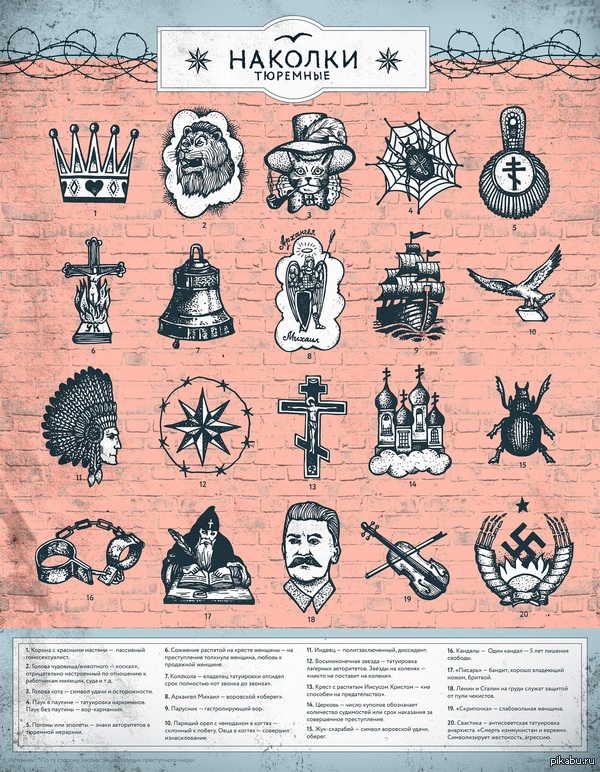 НАКОЛКИ
ТЮРЕМНЫЕ
1
2
3
4
5
УК
6
7
Архангел
Михаил
8
9
10
11
12
13
14
15
16
17
18
19
20
1. Корона с красными мастями — пассивный
гомосексуалист.
2. Голова чудовища/животного — «оскал»,
отрицательно настроенный по отношению к
работникам милиции, суда и т.д.
3. Голова кота — символ удачи и осторожности.
4. Паук в паутине — татуировка наркоманов.
Паук без паутины — вор-карманник.
5. Погоны или эполеты — знаки авторитетов в
тюремной иерархии.
6. Сожжение распятой на кресте женщины — на
преступление толкнула женщина, любовь к
продажной женщине.
7. Колокола — владелец татуировки отсидел
срок полностью «от звонка до звонка».
8. Архангел Михаил — воровской «оберег».
9. Парусник — гастролирующий вор.
10. Парящий орел с чемоданом в когтях —
склонный к побегу. Овца в когтях — совершил
изнасилование.
11. Индеец — политзаключенный, диссидент.
12. Восьмиконечная звезда — татуировка
лагерных авторитетов. Звезды на коленях —
«никто не поставит на колени».
13. Крест с распятым Иисусом Христом — «не
способен на предательство».
14. Церковь — число куполов обозначает
количество судимостей или срок наказания за
совершенное преступление.
15. Жук-скарабей — символ воровской удачи,
оберег.
16. Кандалы — Один кандал — 5 лет лишения
свободы.
17. «Писарь» — бандит, хорошо владеющий
ножом, бритвой.
18. Ленин и Сталин на груди служат защитой
от пули чекистов.
19. «Скрипочка» — слабовольная женщина.
20. Свастика — антисоветская татуировка
анархиста. «Смерть коммунистам и евреям».
Символизирует жестокость, агрессию.
Источник: "По ту сторону закона: энциклопедия преступного мира»
pikabu.ru